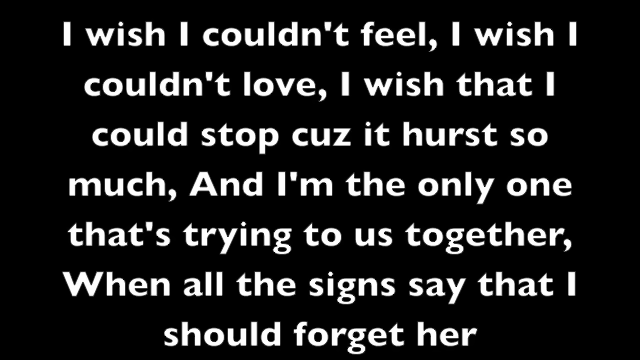 I wish I couldn't feel, I wish I
couldn't love, I wish that I
could stop cuz it hurst so
much, And I'm the only one
that's trying to us together,
When all the signs say that I
should forget her